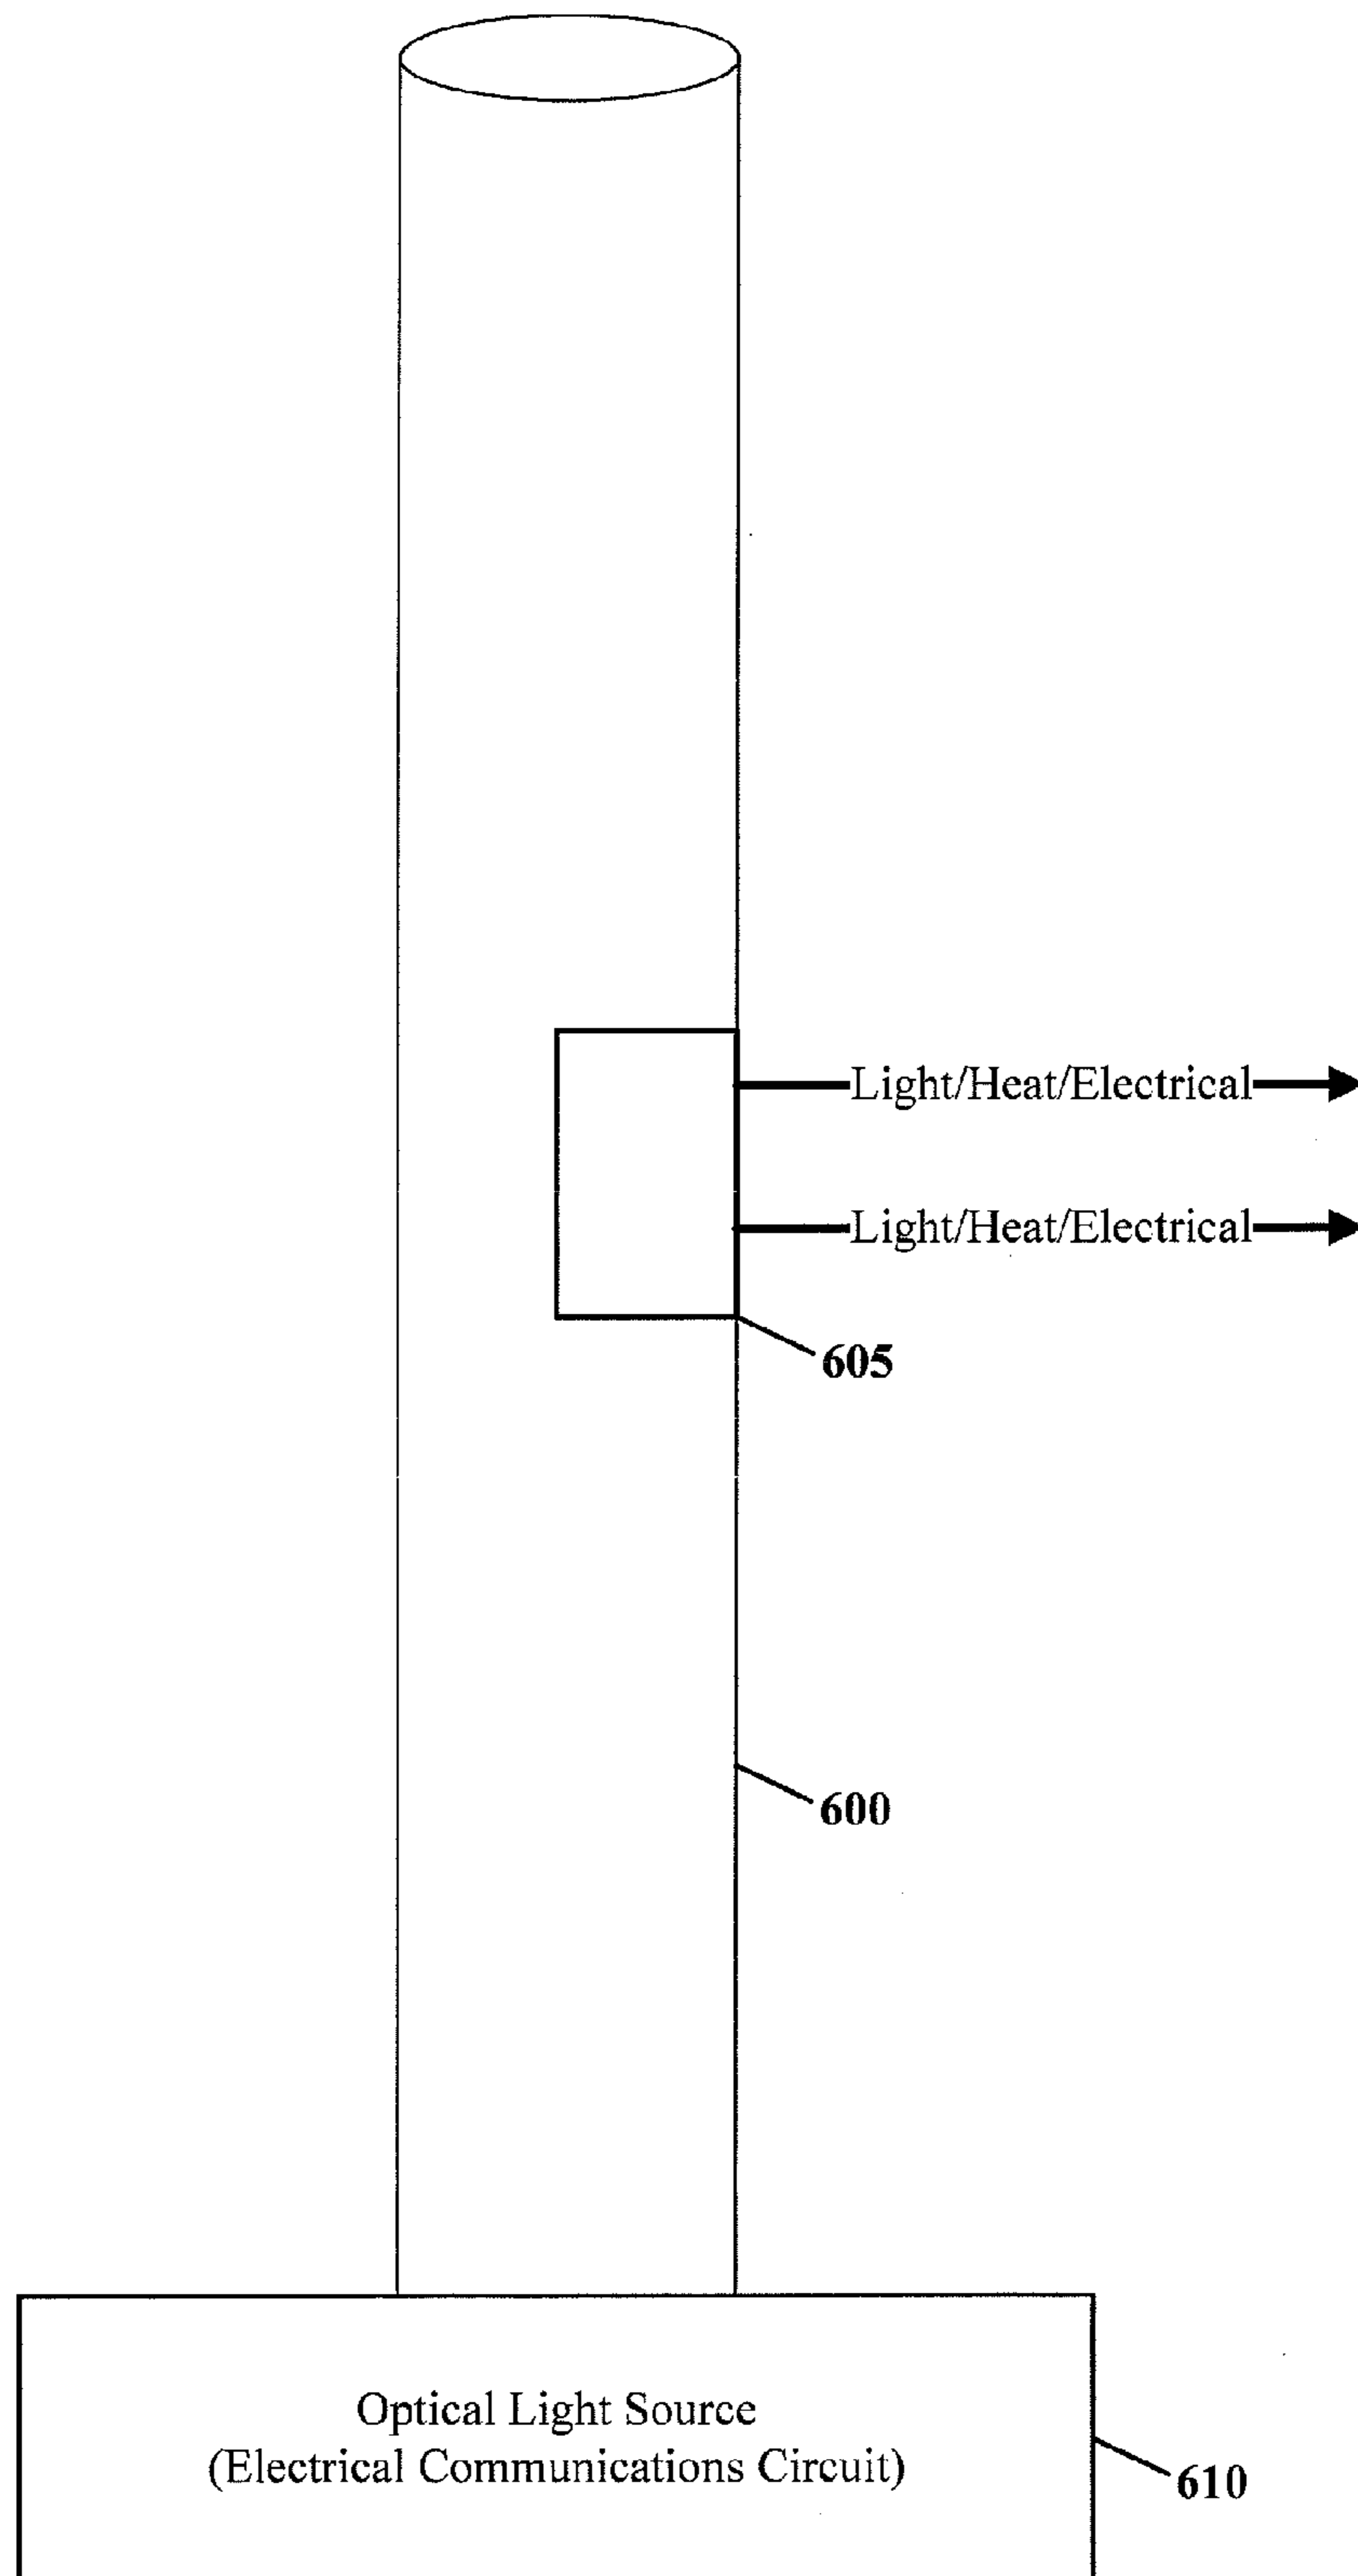 Light/Heat/Electrical
Light/Heat/Electrical
605
600
Optical Light Source
(Electrical Communications Circuit)
610